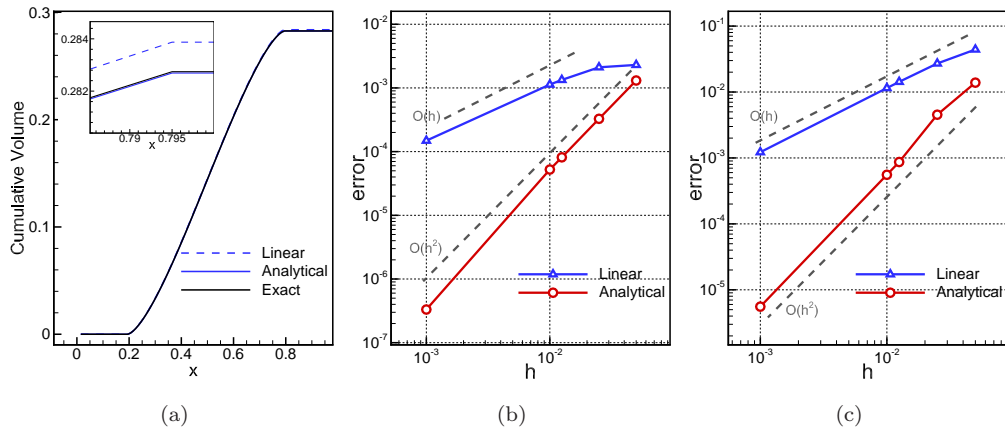 Cumulative Volume
0.3
0.2
0.1
0
0 0.2 0.4 0.6 0.8
x
0.284
0.282
0.79 0.795
x
Linear
Analytical
Exact
(a)
error
10⁻²
10⁻³
10⁻⁴
10⁻⁵
10⁻⁶
10⁻⁷
O(h)
O(h²)
Linear
Analytical
10⁻³ 10⁻²
h
(b)
error
10⁻¹
10⁻²
10⁻³
10⁻⁴
10⁻⁵
O(h)
O(h²)
Linear
Analytical
10⁻³ 10⁻²
h
(c)